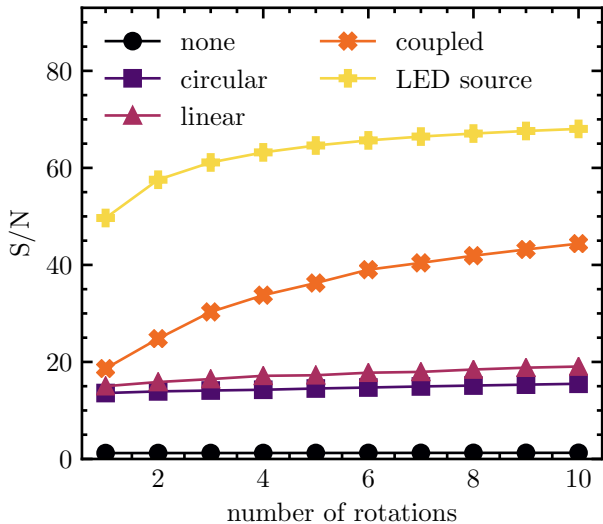 none
circular
linear
coupled
LED source
S/N
80
60
40
20
0
2 4 6 8 10
number of rotations